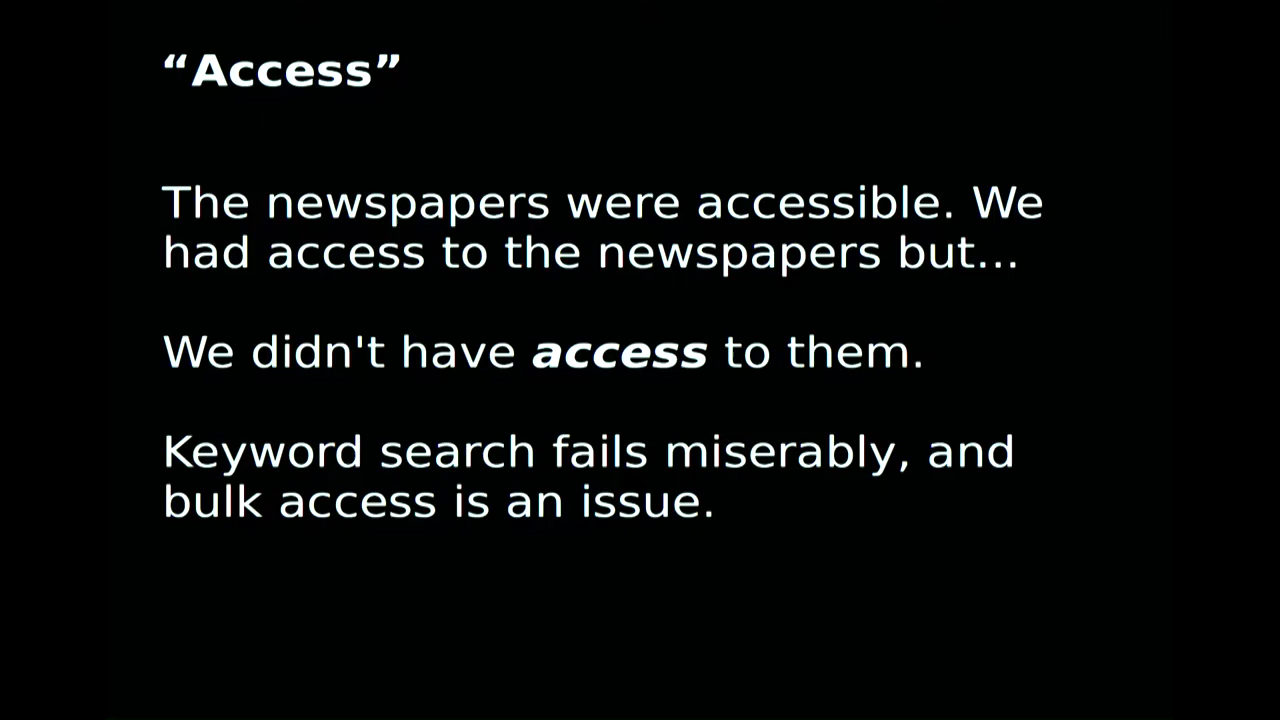 “Access”
The newspapers were accessible. We
had access to the newspapers but...
We didn't have access to them.
Keyword search fails miserably, and
bulk access is an issue.